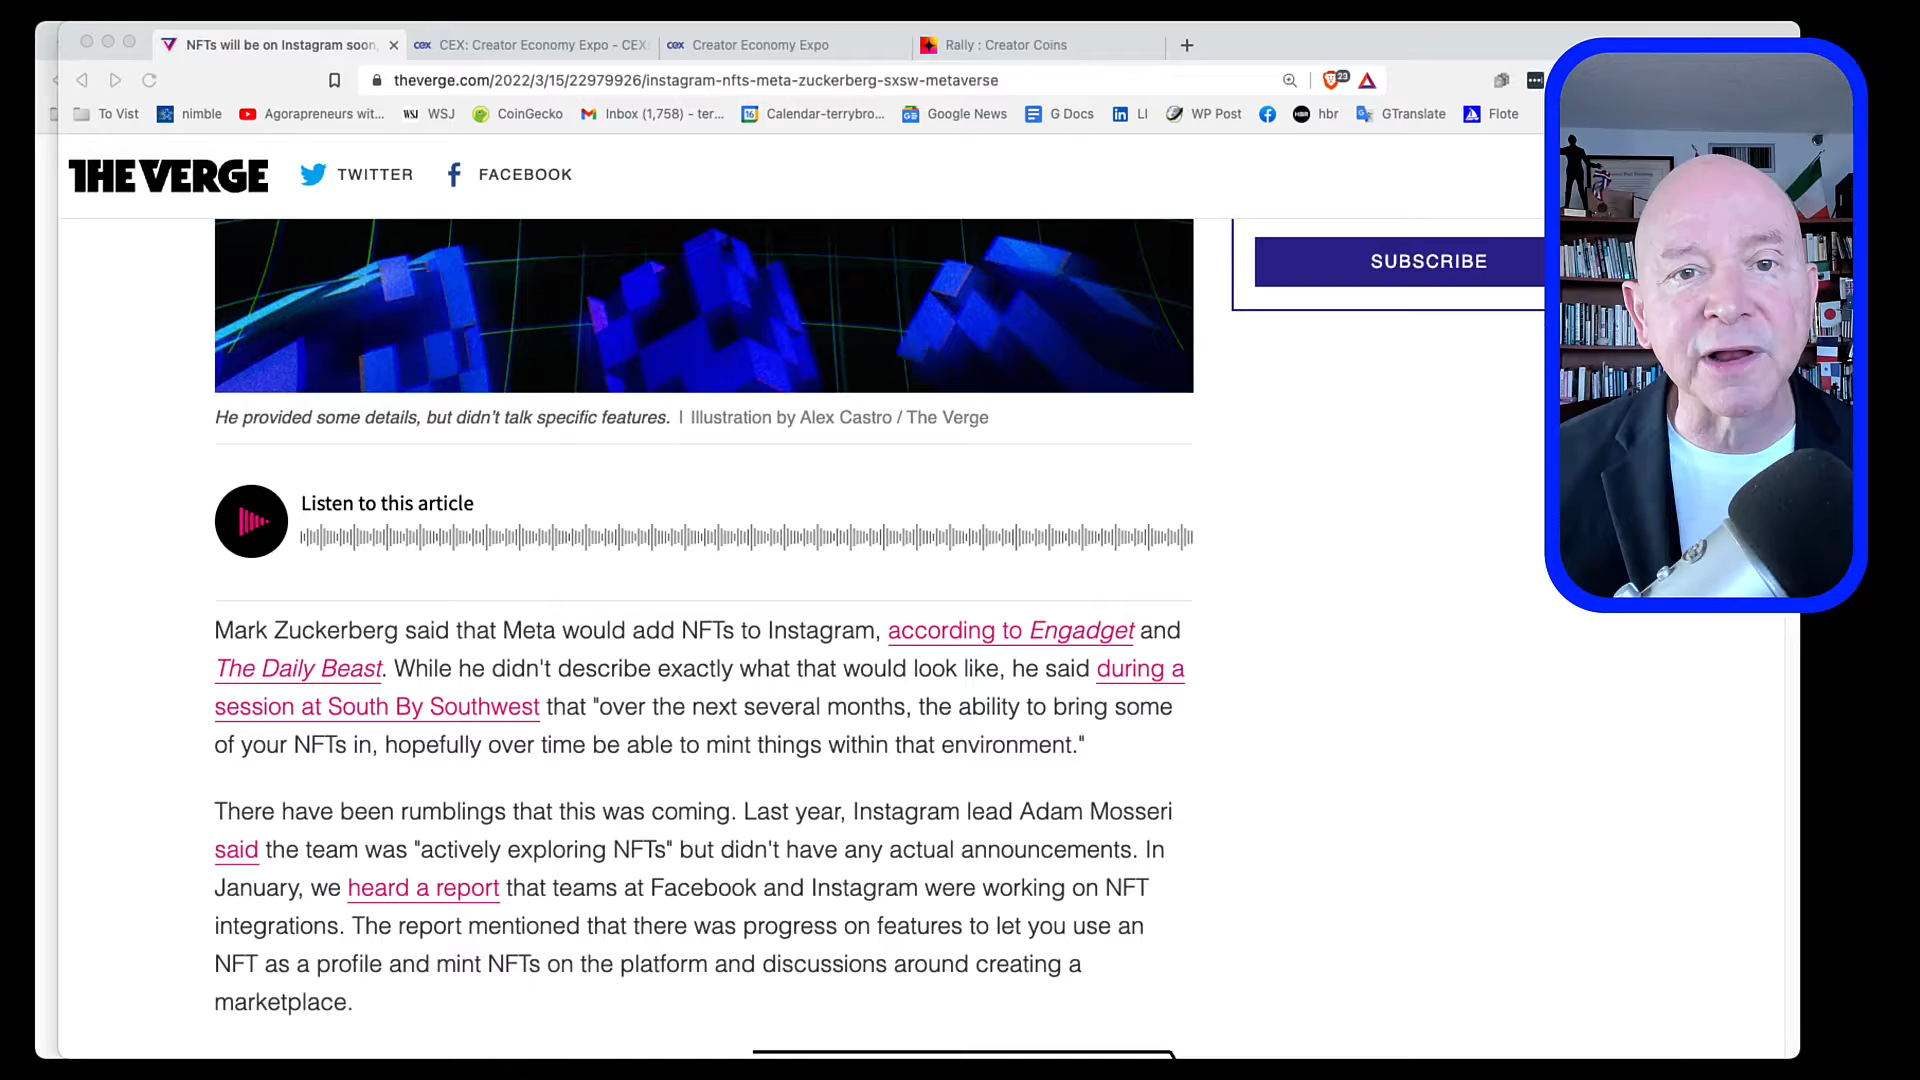 NFTs will be on Instagram soon,
CEX: Creator Economy Expo - CEX
Creator Economy Expo
Rally : Creator Coins
theverge.com/2022/3/15/22979926/instagram-nfts-meta-zuckerberg-sxsw-metaverse
23
To Vist
nimble
Agorapreneurs wit...
WSJ WSJ
CoinGecko
Inbox (1,758) - ter...
16 Calendar-terrybro...
Google News
G Docs
in LI
WP Post
HBR hbr
GTranslate
Flote
THE VERGE
TWITTER
FACEBOOK
SUBSCRIBE
He provided some details, but didn’t talk specific features. | Illustration by Alex Castro / The Verge
Listen to this article
Mark Zuckerberg said that Meta would add NFTs to Instagram, according to Engadget and
The Daily Beast. While he didn't describe exactly what that would look like, he said during a
session at South By Southwest that "over the next several months, the ability to bring some
of your NFTs in, hopefully over time be able to mint things within that environment."
There have been rumblings that this was coming. Last year, Instagram lead Adam Mosseri
said the team was "actively exploring NFTs" but didn't have any actual announcements. In
January, we heard a report that teams at Facebook and Instagram were working on NFT
integrations. The report mentioned that there was progress on features to let you use an
NFT as a profile and mint NFTs on the platform and discussions around creating a
marketplace.